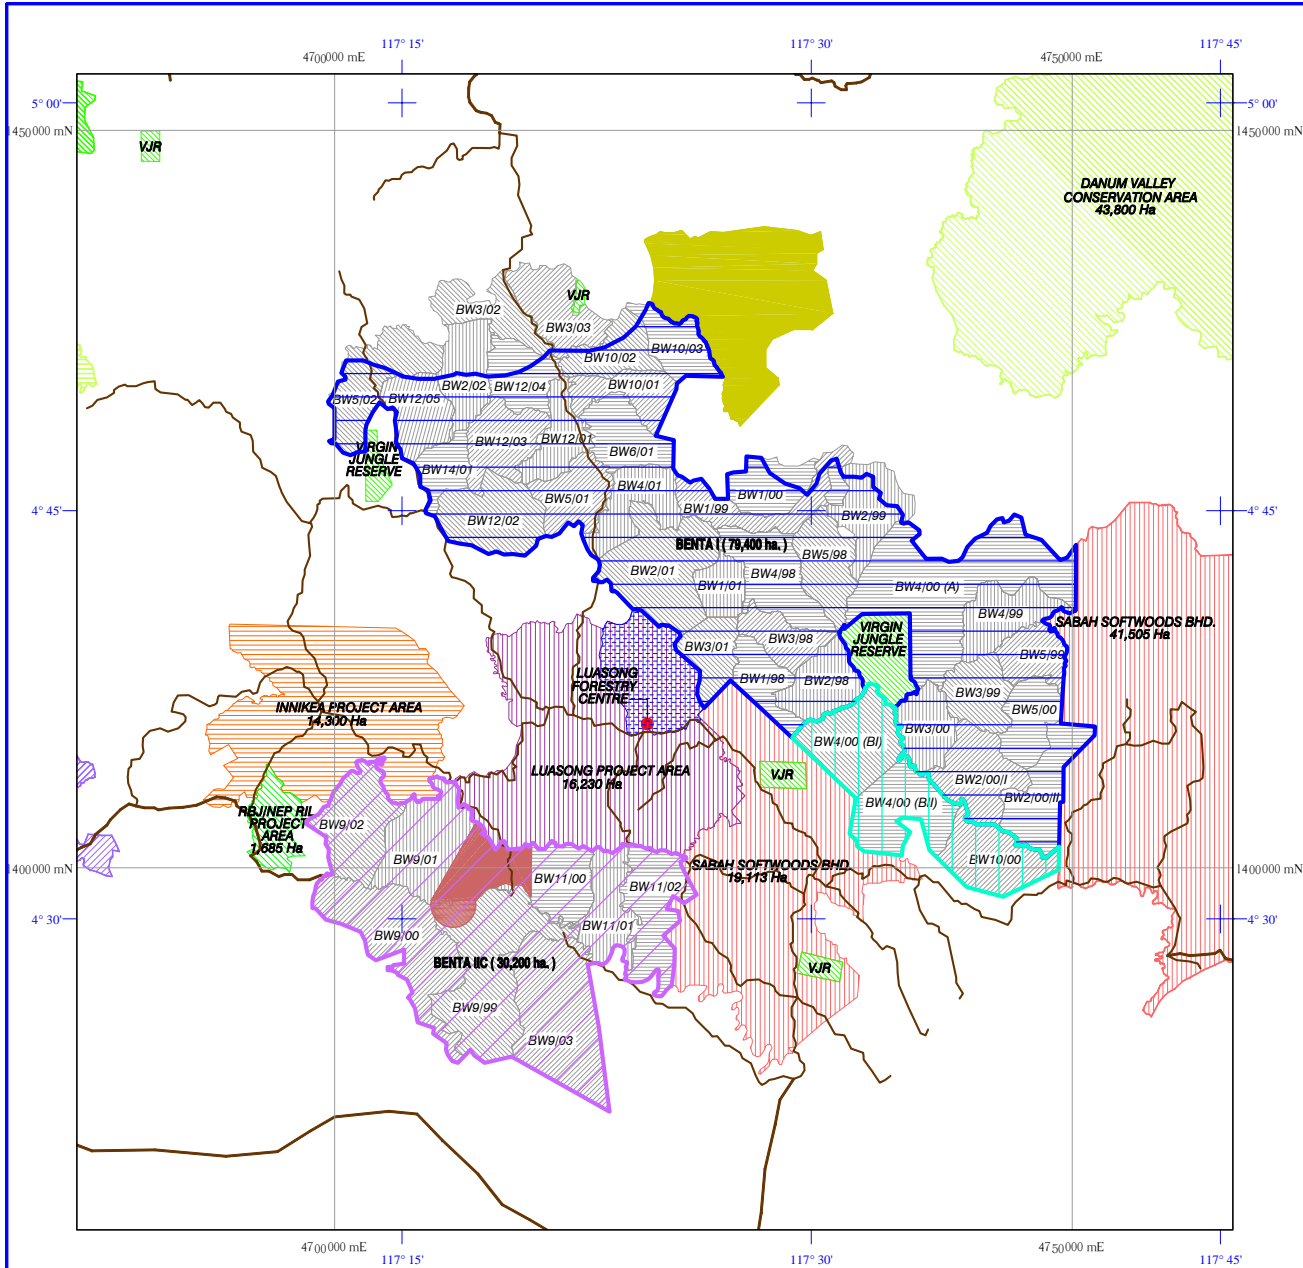 117° 15'
117° 30'
117° 45'
4700000 mE
4750000 mE
5° 00'
5° 00'
1450000 mN
1450000 mN
VJR
DANUM VALLEY
CONSERVATION AREA
43,800 Ha
VJR
BW3/02
BW3/03
BW10/03
BW10/02
BW2/02
BW12/04
BW10/01
BW5/02
BW12/05
BW12/03
BW12/01
BW6/01
VIRGIN
JUNGLE
RESERVE
BW14/01
BW4/01
BW5/01
BW1/00
BW1/99
BW2/99
BW12/02
4° 45'
4° 45'
BENTA I ( 79,400 ha. )
BW5/98
BW2/01
BW4/98
BW1/01
BW4/00 (A)
BW4/99
SABAH SOFTWOODS BHD.
41,505 Ha
VIRGIN
JUNGLE
RESERVE
BW3/98
BW3/01
BW5/99
BW1/98
BW2/98
LUASONG
FORESTRY
CENTRE
BW3/99
BW5/00
INNIKEA PROJECT AREA
14,300 Ha
BW3/00
BW4/00 (BI)
LUASONG PROJECT AREA
16,230 Ha
VJR
BW2/00/I
BW2/00/II
BW4/00 (B.I)
RBJ/NEP RIL
PROJECT
AREA
1,685 Ha
BW9/02
BW9/01
BW10/00
SABAH SOFTWOODS BHD.
19,113 Ha
1400000 mN
1400000 mN
BW11/00
BW11/02
4° 30'
4° 30'
BW11/01
BW9/00
BENTA IIC ( 30,200 ha. )
VJR
BW9/99
BW9/03
4700000 mE
4750000 mE
117° 15'
117° 30'
117° 45'